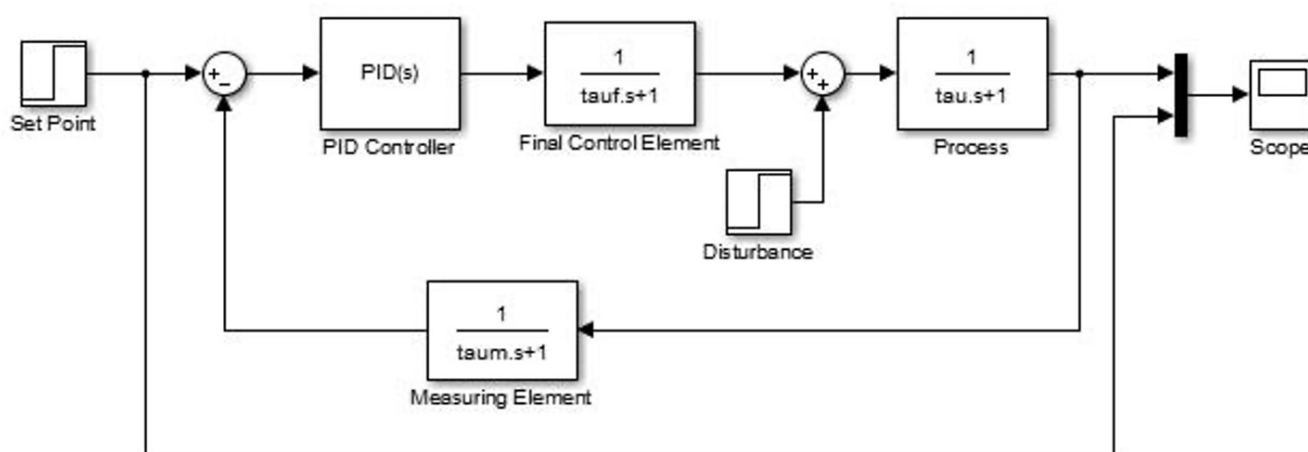 Set Point
+
−
PID(s)
PID Controller
1
tauf.s+1
Final Control Element
+
+
1
tau.s+1
Process
Scope
Disturbance
1
taum.s+1
Measuring Element